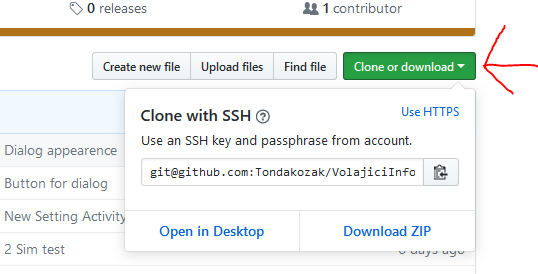 0 releases
1 contributor
Create new file Upload files Find file Clone or download
Clone with SSH ? Use HTTPS
Use an SSH key and passphrase from account.
Dialog appearence
git@github.com:Tondakozak/VolajiciInfo
Button for dialog
New Setting Activity
Open in Desktop Download ZIP
2 Sim test
days ago